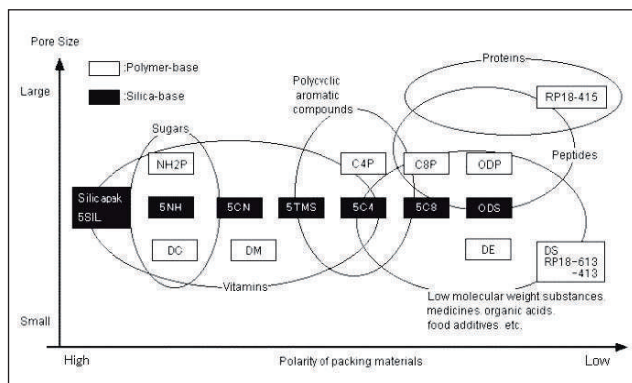 Pore Size
:Polymer-base
Proteins
Polycyclic
aromatic
compounds
Large
:Silica-base
RP18-415
Sugars
NH2P
C4P
C8P
ODP
Peptides
Silicapak
5SIL
5NH
5CN
5TMS
5C4
5C8
ODS
DC
DM
DE
DS
RP18-613
-413
Vitamins
Low molecular weight substances
medicines. organic acids.
food additives. etc.
Small
High
Polarity of packing materials
Low